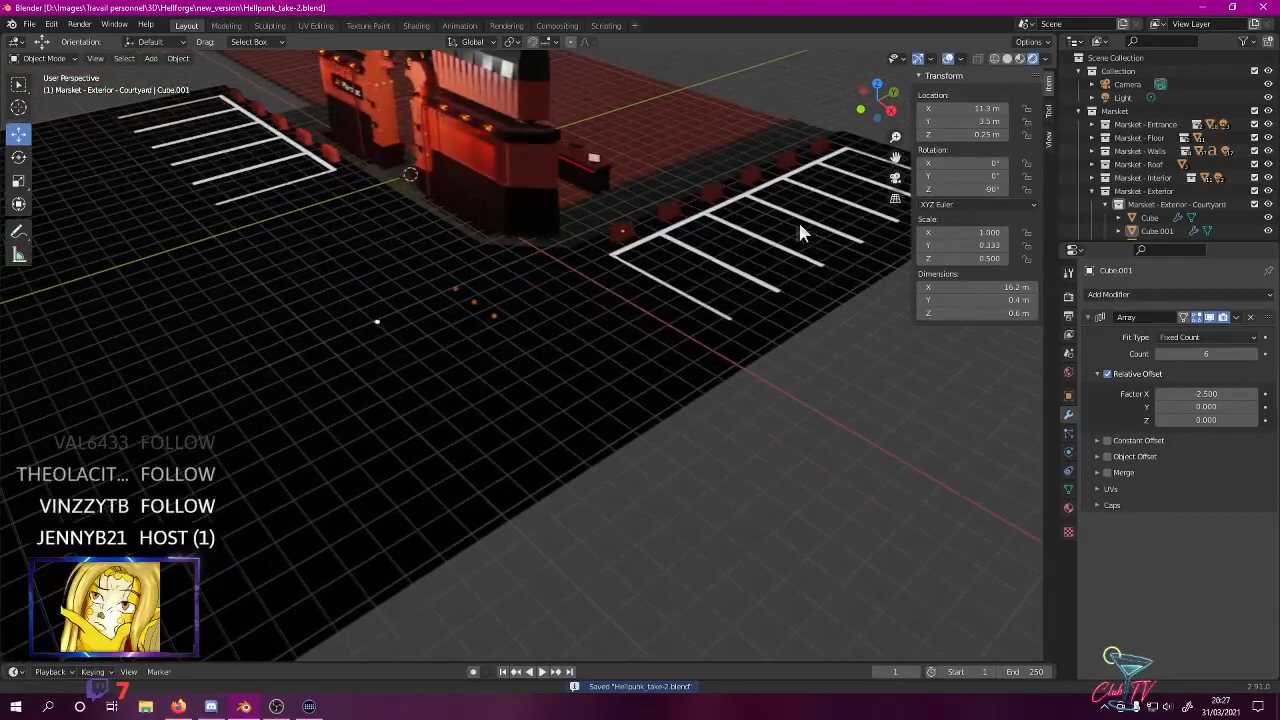 Blender [D:\Images\Travail personnel\3D\Hellforge\new_version\Hellpunk_take-2.blend]
File Edit Render Window Help Layout Modeling Sculpting UV Editing Texture Paint Shading Animation Rendering Compositing Scripting + Scene View Layer
Orientation: Default Drag: Select Box Global Options
Object Mode View Select Add Object
User Perspective
(1) Marsket - Exterior - Courtyard | Cube.001
Z
Y
X
Transform
Location:
X 11.3 m
Y 3.5 m
Z 0.25 m
Rotation:
X 0°
Y 0°
Z -90°
XYZ Euler
Scale:
X 1.000
Y 0.333
Z 0.500
Dimensions:
X 16.2 m
Y 0.4 m
Z 0.6 m
Item
Tool
View
Scene Collection
Collection
Camera
Light
Marsket
Marsket - Entrance
Marsket - Floor
Marsket - Walls
Marsket - Roof
Marsket - Interior
Marsket - Exterior
Marsket - Exterior - Courtyard
Cube
Cube.001
Cube.001
Add Modifier
Array
Fit Type Fixed Count
Count 6
Relative Offset
Factor X -2.500
Y 0.000
Z 0.000
Constant Offset
Object Offset
Merge
UVs
Caps
VAL6433 FOLLOW
THEOLACIT... FOLLOW
VINZZYTB FOLLOW
JENNYB21 HOST (1)
Playback Keying View Marker 1 Start 1 End 250
Saved "Hellpunk_take-2.blend" 2.91.0
7
Club TV
20:27
31/03/2021